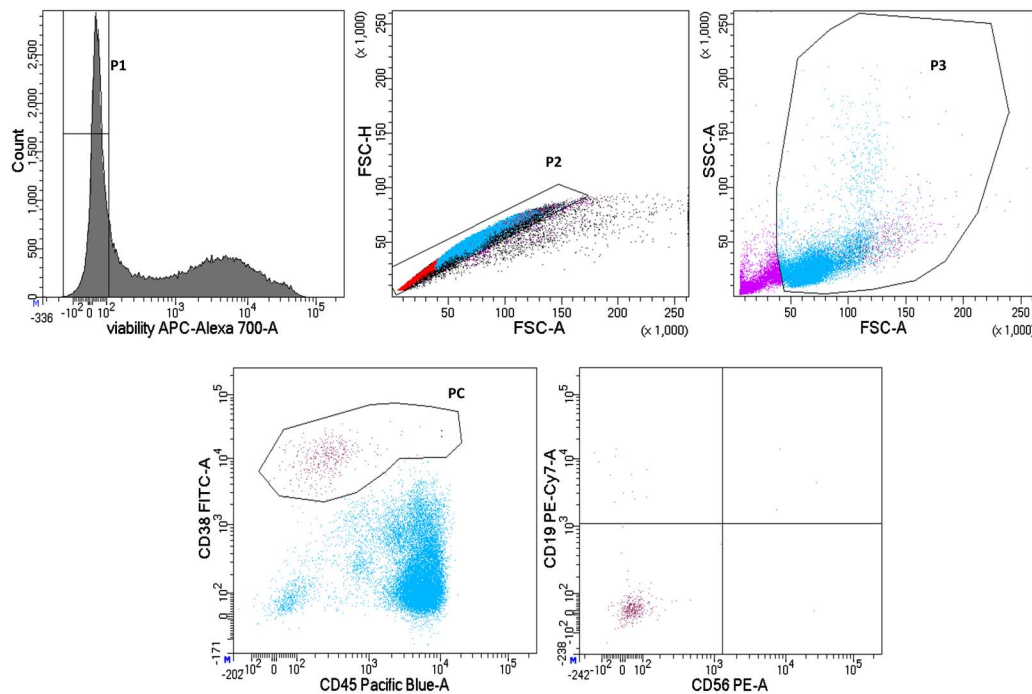 P1
Count
2,500
2,000
1,500
1,000
500
0
M
-336
-10² 0 10²
10³
10⁴
10⁵
viability APC-Alexa 700-A
(x 1,000)
FSC-H
P2
250
200
150
100
50
50 100 150 200 250
FSC-A
(x 1,000)
(x 1,000)
SSC-A
P3
250
200
150
100
50
50 100 150 200 250
FSC-A
(x 1,000)
PC
CD38 FITC-A
10⁵
10⁴
10³
10²
0
-171
M
-202 10² 0 10² 10³ 10⁴ 10⁵
CD45 Pacific Blue-A
CD19 PE-Cy7-A
10⁵
10⁴
10³
10²
0
-10²
-238
M
-242 10² 0 10² 10³ 10⁴ 10⁵
CD56 PE-A